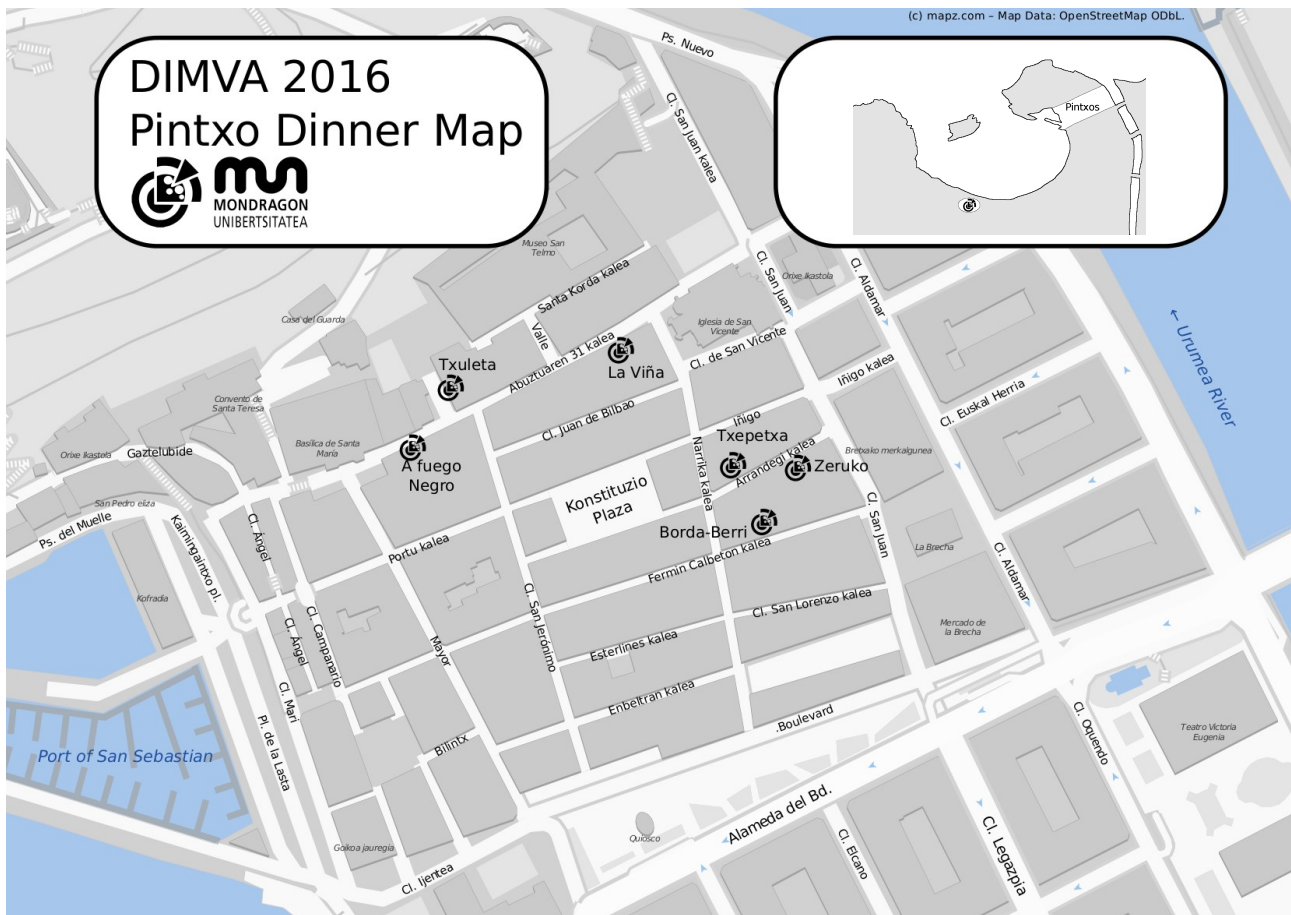 (c) mapz.com – Map Data: OpenStreetMap ODbL.
DIMVA 2016
Pintxo Dinner Map
mun
MONDRAGON
UNIBERTSITATEA
Pintxos
Ps. Nuevo
Cl. San Juan kalea
Museo San
Telmo
Santa Korda kalea
Cl. San Juan
Orixe Ikastola
Cl. Aldamar
Casa del Guarda
Valle
Abuztuaren 31 kalea
Iglesia de San
Vicente
Cl. de San Vicente
← Urumea River
Txuleta
La Viña
Iñigo kalea
Cl. Euskal Herria
Convento de
Santa Teresa
Cl. Juan de Bilbao
Iñigo
Orixe Ikastola
Gaztelubide
Basílica de Santa
María
A fuego
Negro
Narrika kalea
Txepetxa
Arrandegi kalea
Zeruko
Bretxako merkalgunea
San Pedro eliza
Ps. del Muelle
Kaimingaintxo pl.
Cl. Ángel
Portu kalea
Konstituzio
Plaza
Borda-Berri
Fermin Calbeton kalea
Cl. San Juan
La Brecha
Cl. Aldamar
Kofradia
Cl. Ángel
Cl. Campanario
Mayor
Cl. San Jerónimo
Esterlines kalea
Cl. San Lorenzo kalea
Mercado de
la Brecha
Cl. Mari
Pl. de la Lasta
Enbeltran kalea
.Boulevard
Port of San Sebastian
Bilintx
Cl. Oquendo
Teatro Victoria
Eugenia
Goikoa jauregia
Cl. Ijentea
Quiosco
Alameda del Bd.
Cl. Elcano
Cl. Legazpia